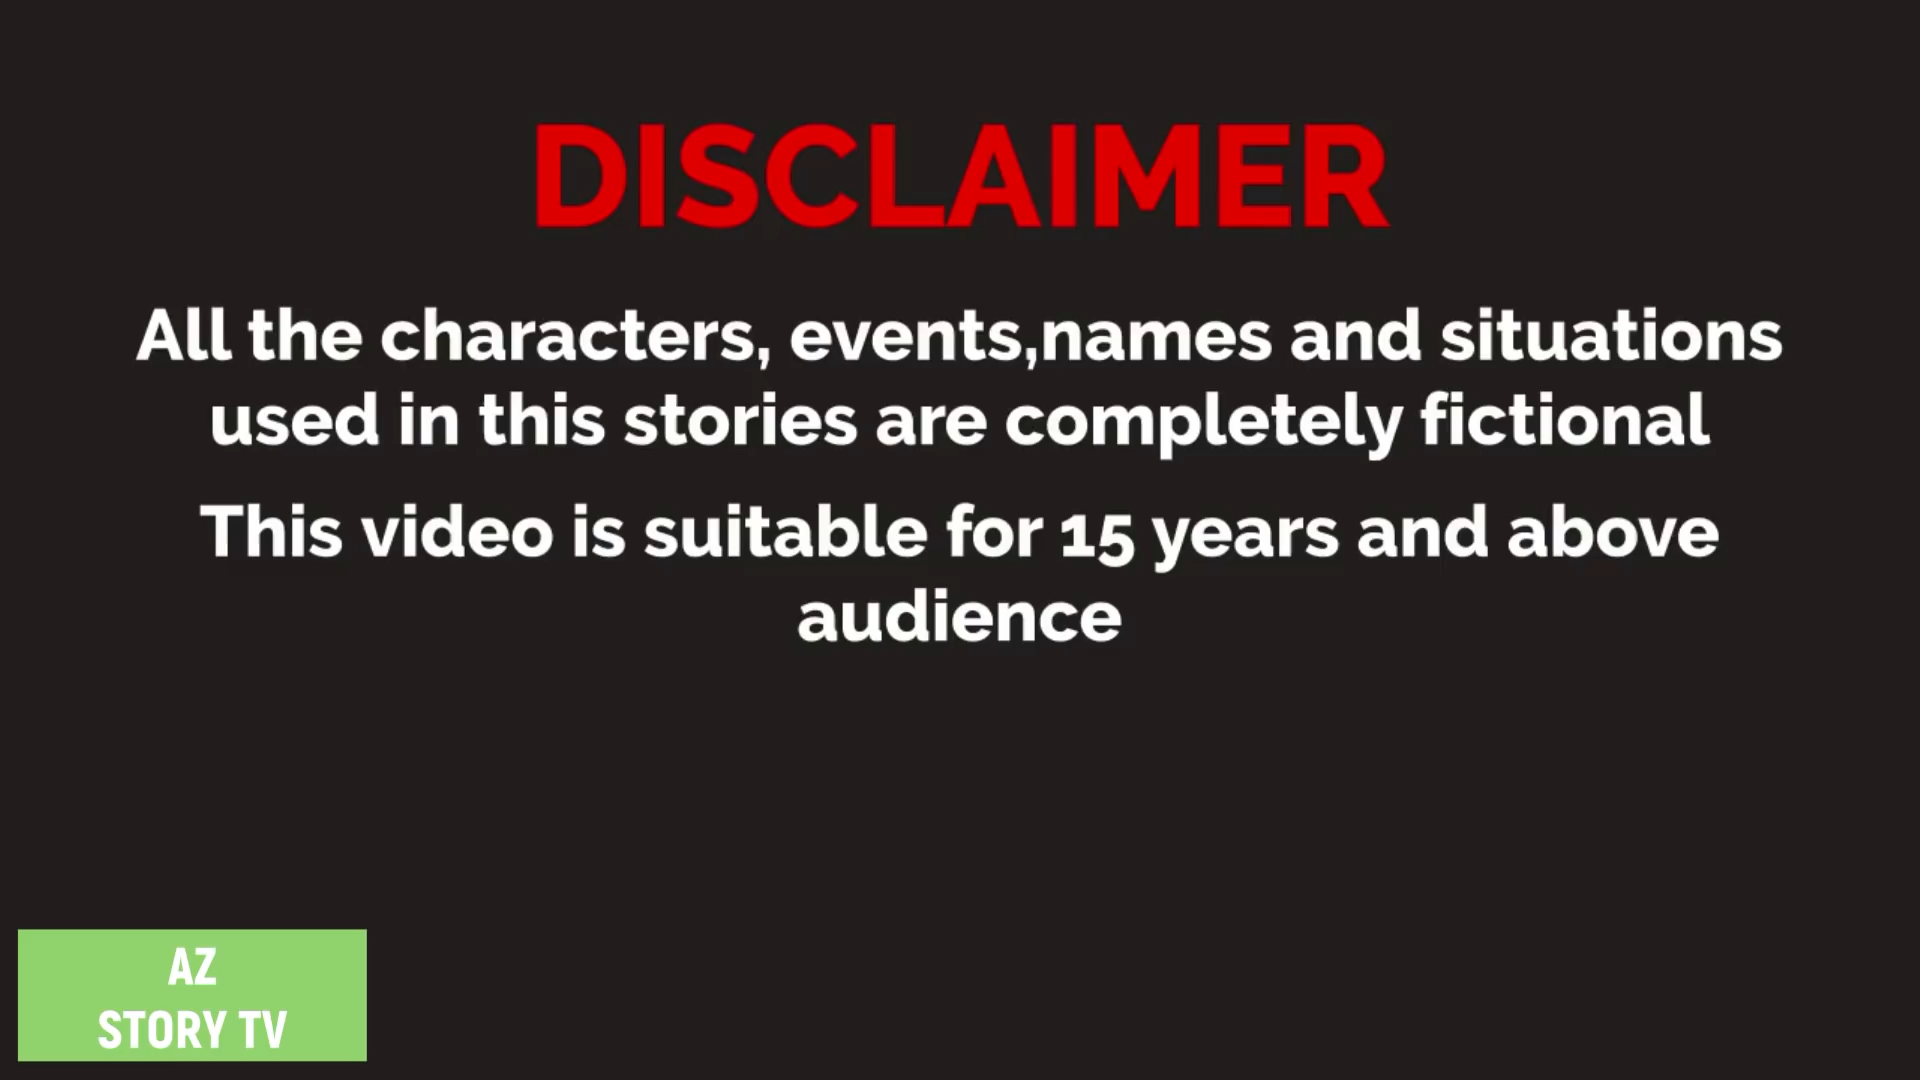 DISCLAIMER
All the characters, events,names and situations
used in this stories are completely fictional
This video is suitable for 15 years and above
audience
AZ
STORY TV